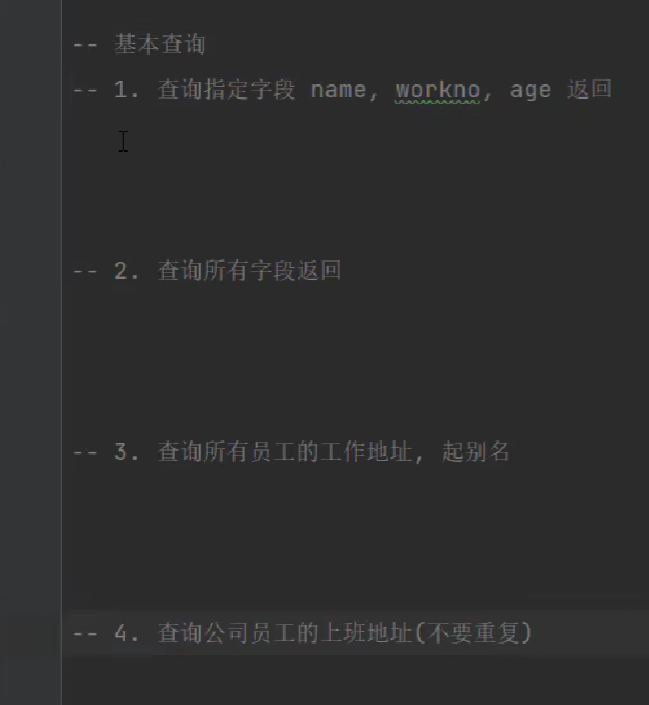 -- 基本查询
-- 1. 查询指定字段 name, workno, age 返回
-- 2. 查询所有字段返回
-- 3. 查询所有员工的工作地址, 起别名
-- 4. 查询公司员工的上班地址(不要重复)